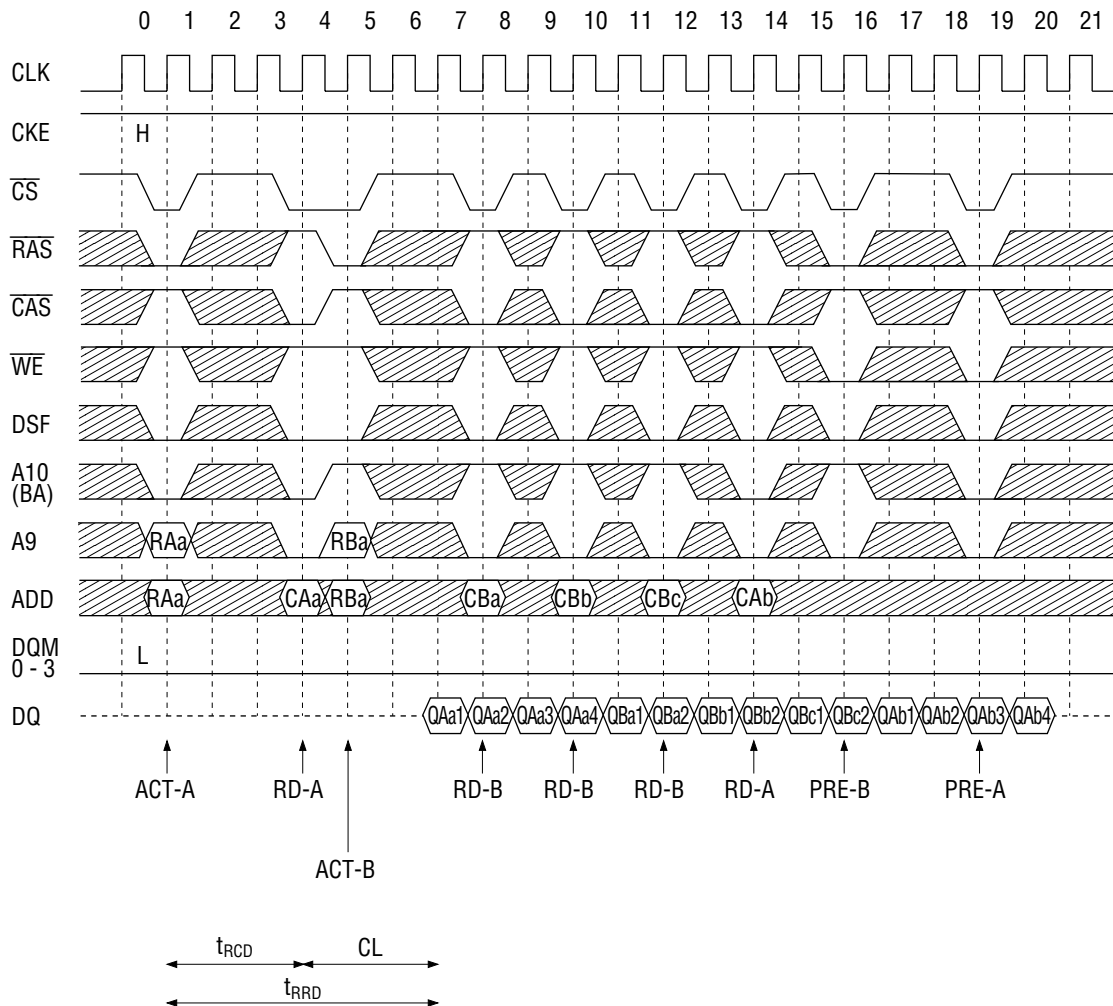 0 1 2 3 4 5 6 7 8 9 10 11 12 13 14 15 16 17 18 19 20 21
CLK
CKE H
CS
RAS
CAS
WE
DSF
A10
(BA)
A9 RAa RBa
ADD RAa CAa RBa CBa CBb CBc CAb
DQM
0 - 3 L
DQ QAa1 QAa2 QAa3 QAa4 QBa1 QBa2 QBb1 QBb2 QBc1 QBc2 QAb1 QAb2 QAb3 QAb4
ACT-A RD-A RD-B RD-B RD-B RD-A PRE-B PRE-A
ACT-B
tRCD CL
tRRD